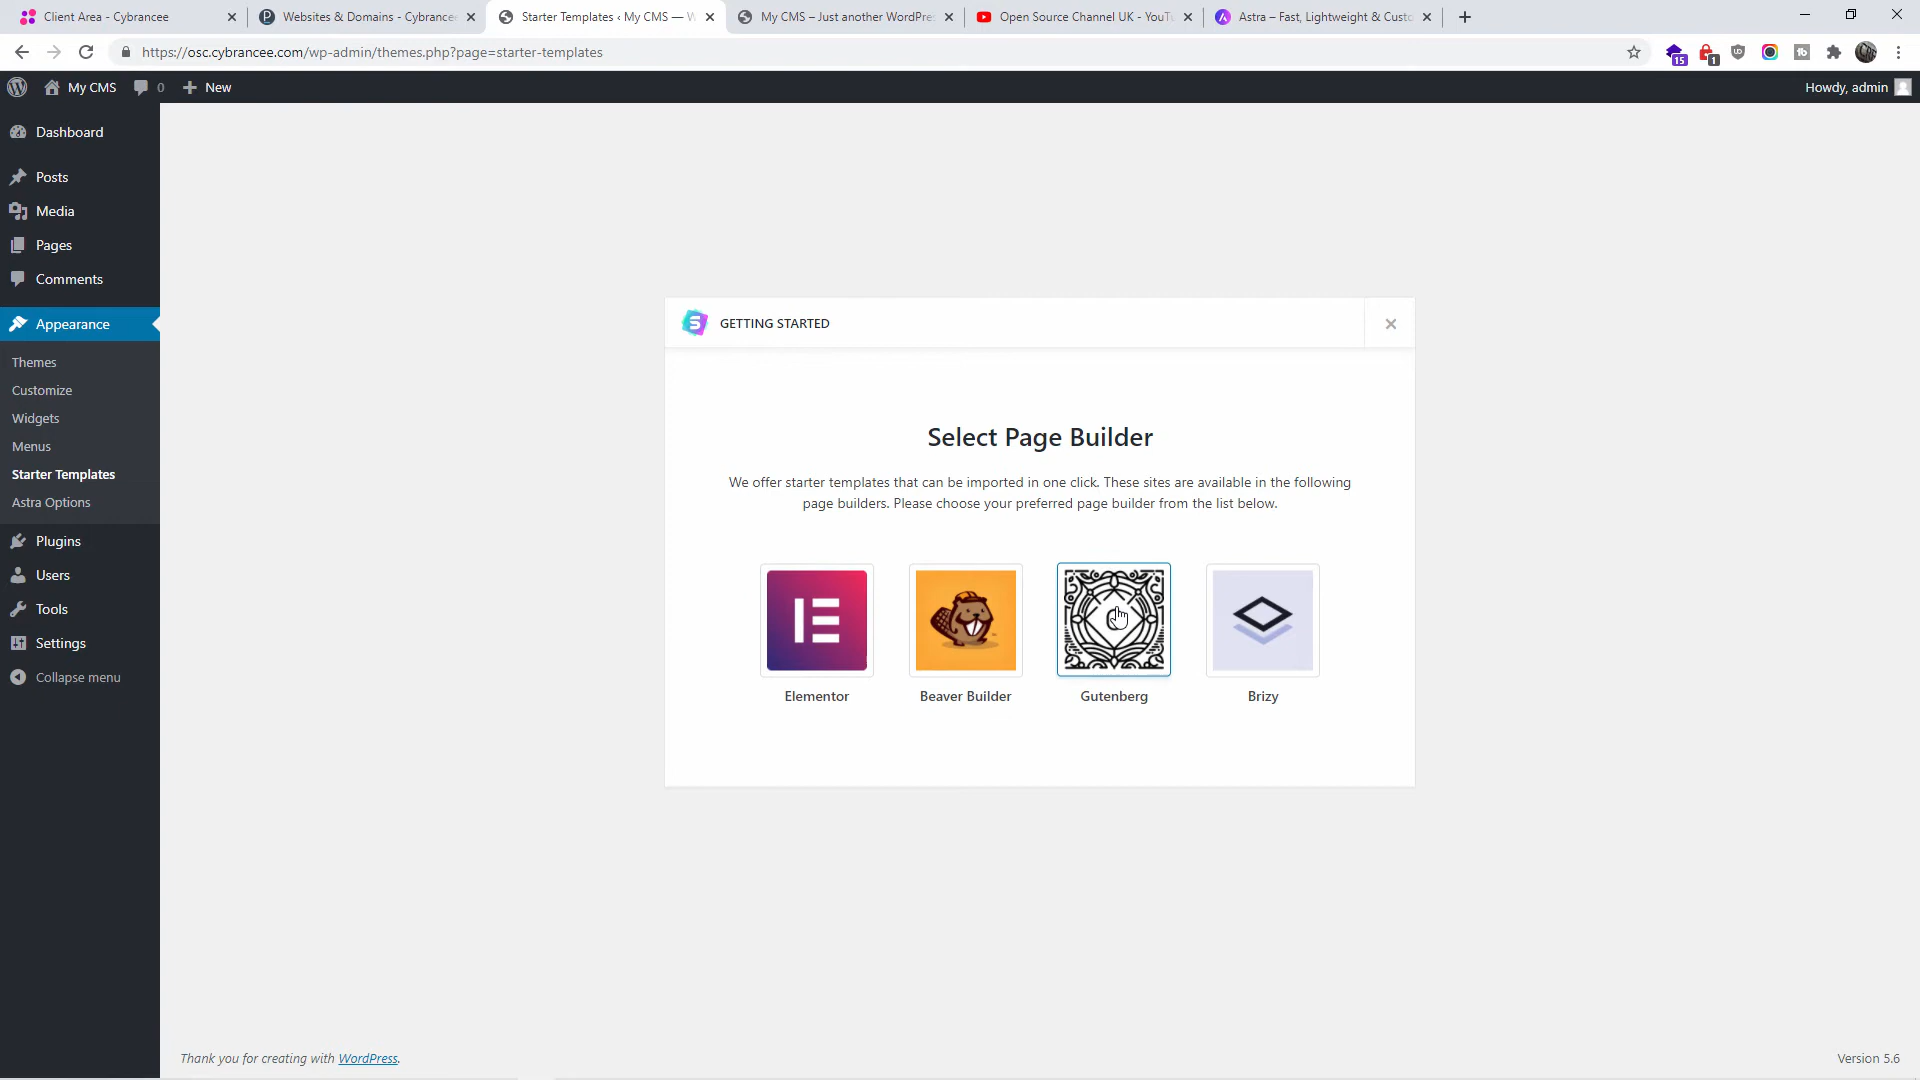 Client Area - Cybrancee
Websites & Domains - Cybrancee
Starter Templates ‹ My CMS — W
My CMS – Just another WordPres
Open Source Channel UK - YouTu
Astra – Fast, Lightweight & Custo
https://osc.cybrancee.com/wp-admin/themes.php?page=starter-templates
15
1
My CMS
0
New
Howdy, admin
Dashboard
Posts
Media
Pages
Comments
Appearance
Themes
Customize
Widgets
Menus
Starter Templates
Astra Options
Plugins
Users
Tools
Settings
Collapse menu
GETTING STARTED
Select Page Builder
We offer starter templates that can be imported in one click. These sites are available in the following
page builders. Please choose your preferred page builder from the list below.
Elementor
Beaver Builder
Gutenberg
Brizy
Thank you for creating with WordPress.
Version 5.6